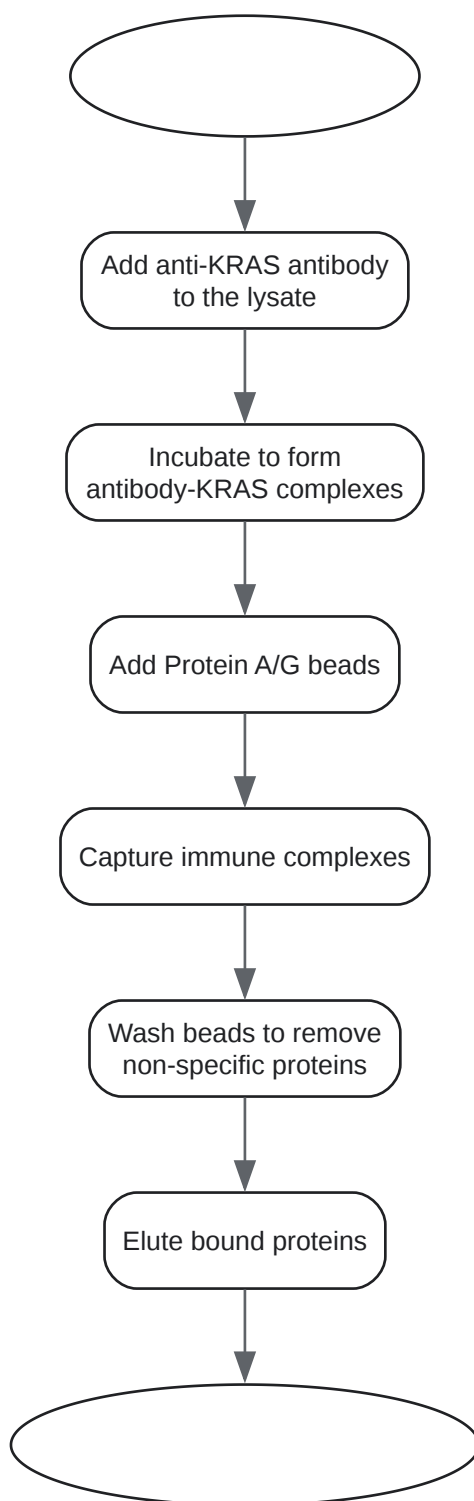 Add anti-KRAS antibody
to the lysate
Incubate to form
antibody-KRAS complexes
Add Protein A/G beads
Capture immune complexes
Wash beads to remove
non-specific proteins
Elute bound proteins